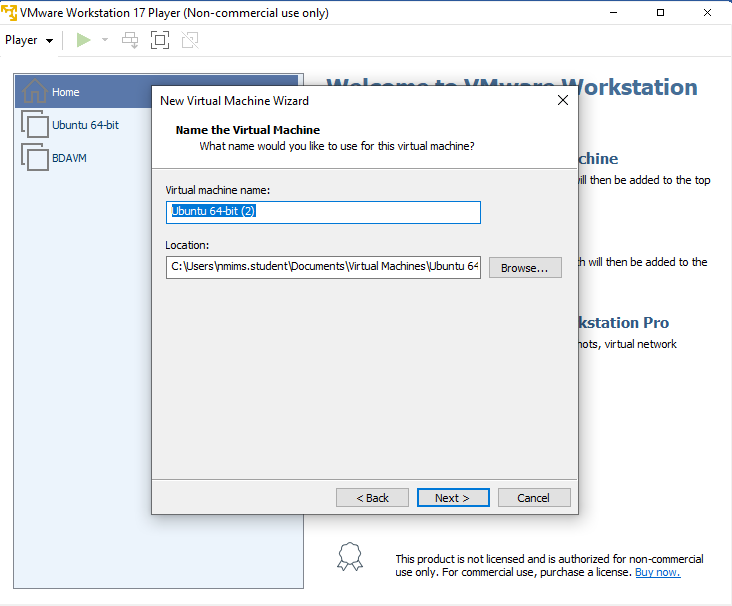 VMware Workstation 17 Player (Non-commercial use only)
Player
Home
Ubuntu 64-bit
BDAVM
Welcome to VMware Workstation
New Virtual Machine Wizard
Name the Virtual Machine
What name would you like to use for this virtual machine?
Virtual machine name:
Ubuntu 64-bit (2)
Location:
C:\Users\nmims.student\Documents\Virtual Machines\Ubuntu 64
Browse...
< Back
Next >
Cancel
chine
ill then be added to the top
ch will then be added to the
kstation Pro
hots, virtual network
This product is not licensed and is authorized for non-commercial
use only. For commercial use, purchase a license. Buy now.